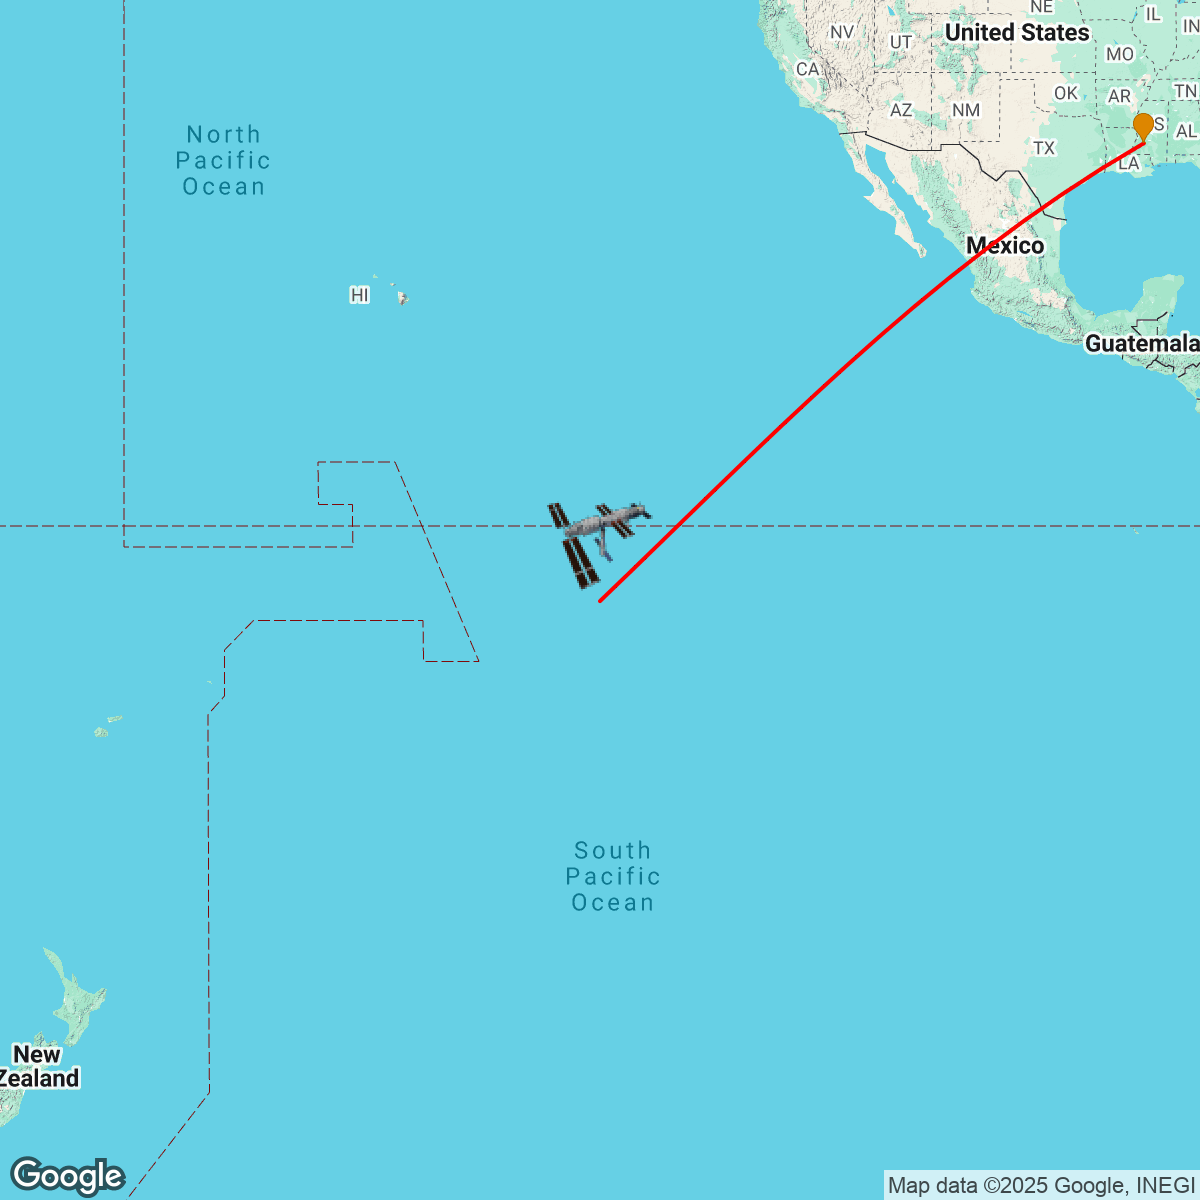 NE
IL
IN
United States
NV
UT
MO
CA
OK
AR
TN
AZ
NM
S
AL
TX
LA
North
Pacific
Ocean
Mexico
HI
Guatemala
South
Pacific
Ocean
New
Zealand
Google
Map data ©2025 Google, INEGI